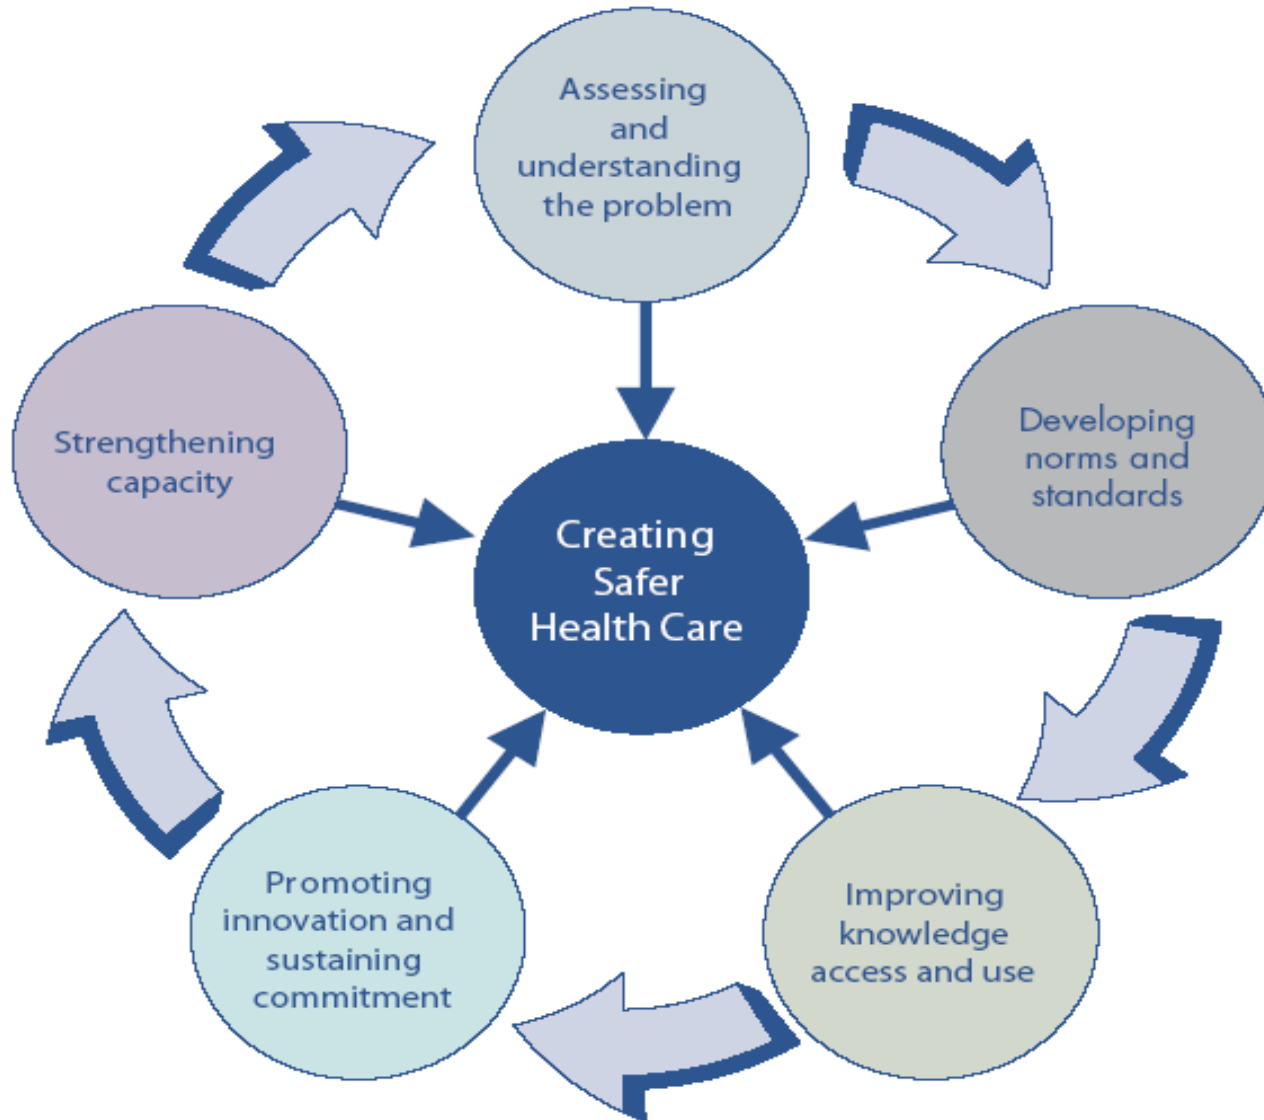 Assessing
and
understanding
the problem
Developing
norms and
standards
Improving
knowledge
access and use
Promoting
innovation and
sustaining
commitment
Strengthening
capacity
Creating
Safer
Health Care